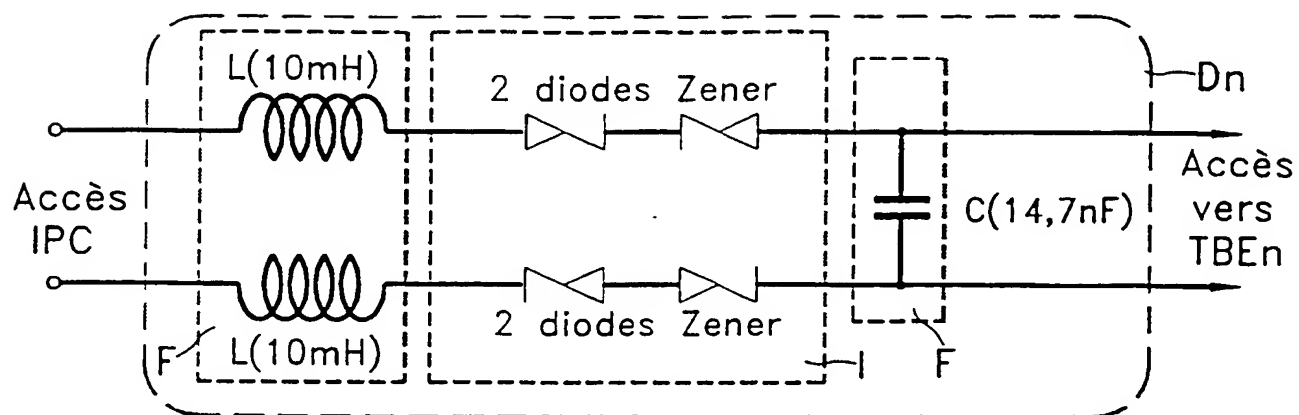 L(10mH)
2 diodes Zener
Dn
Accès
IPC
C(14,7nF)
Accès
vers
TBEn
2 diodes Zener
F
L(10mH)
I
F